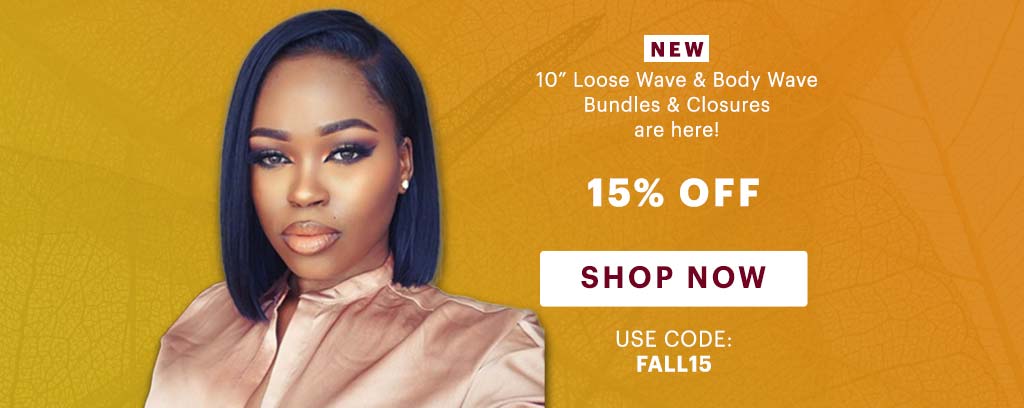 NEW
10” Loose Wave & Body Wave
Bundles & Closures
are here!
15% OFF
SHOP NOW
USE CODE:
FALL15